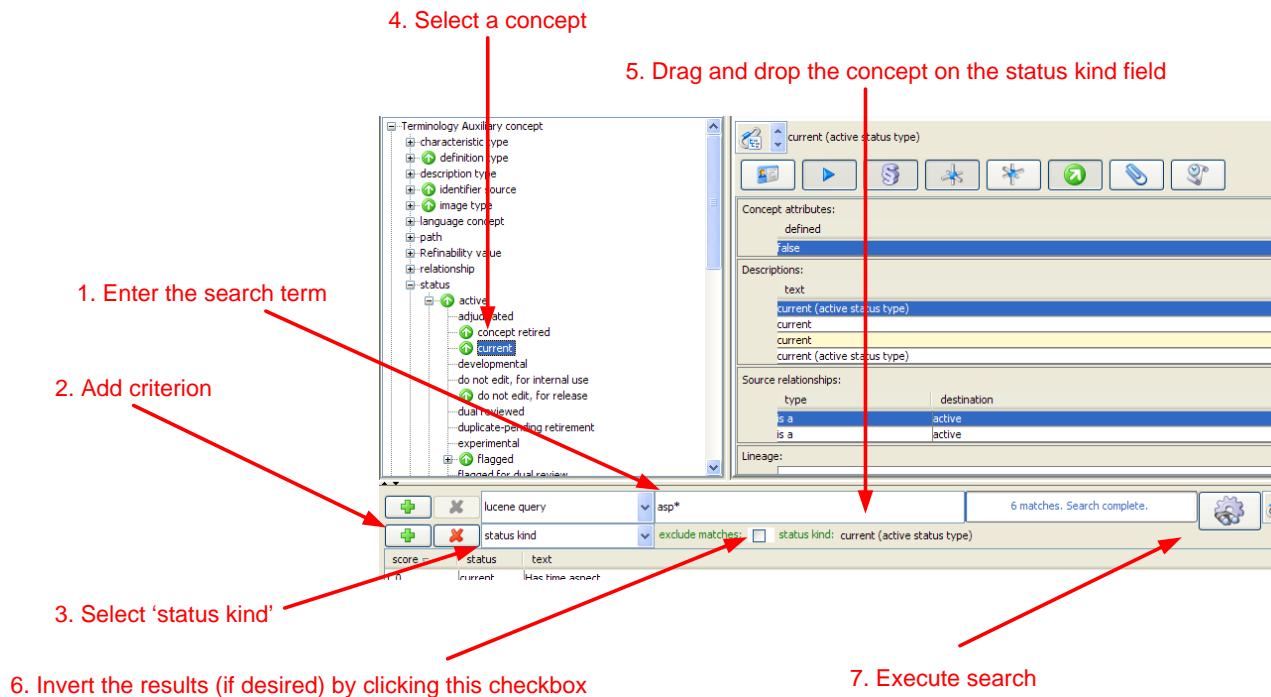 4. Select a concept
5. Drag and drop the concept on the status kind field
Terminology Auxiliary concept
characteristic type
definition type
description type
identifier source
image type
language concept
path
Refinability value
relationship
status
active
adjudicated
concept retired
current
developmental
do not edit, for internal use
do not edit, for release
dual reviewed
duplicate-pending retirement
experimental
flagged
flagged for dual review
current (active status type)
Concept attributes:
defined
false
Descriptions:
text
current (active status type)
current
current
current (active status type)
Source relationships:
type destination
is a active
is a active
Lineage:
1. Enter the search term
2. Add criterion
lucene query asp* 6 matches. Search complete.
status kind exclude matches: status kind: current (active status type)
score status text
1.0 current Has time aspect
3. Select ‘status kind’
6. Invert the results (if desired) by clicking this checkbox
7. Execute search